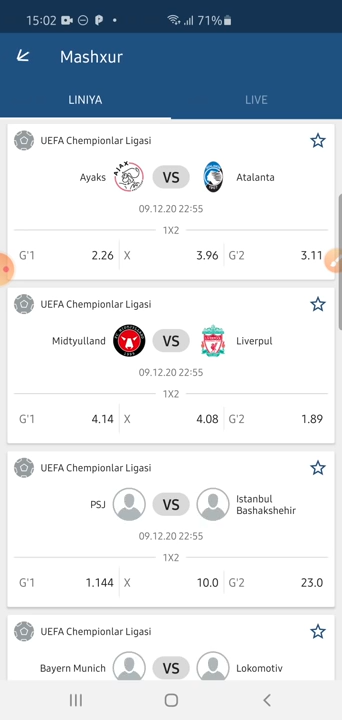 15:02 71%
Mashxur
LINIYA LIVE
UEFA Chempionlar Ligasi
Ayaks VS Atalanta
09.12.20 22:55
1X2
G'1 2.26 X 3.96 G'2 3.11
UEFA Chempionlar Ligasi
Midtyulland VS Liverpul
09.12.20 22:55
1X2
G'1 4.14 X 4.08 G'2 1.89
UEFA Chempionlar Ligasi
PSJ VS Istanbul
Bashakshehir
09.12.20 22:55
1X2
G'1 1.144 X 10.0 G'2 23.0
UEFA Chempionlar Ligasi
Bayern Munich VS Lokomotiv